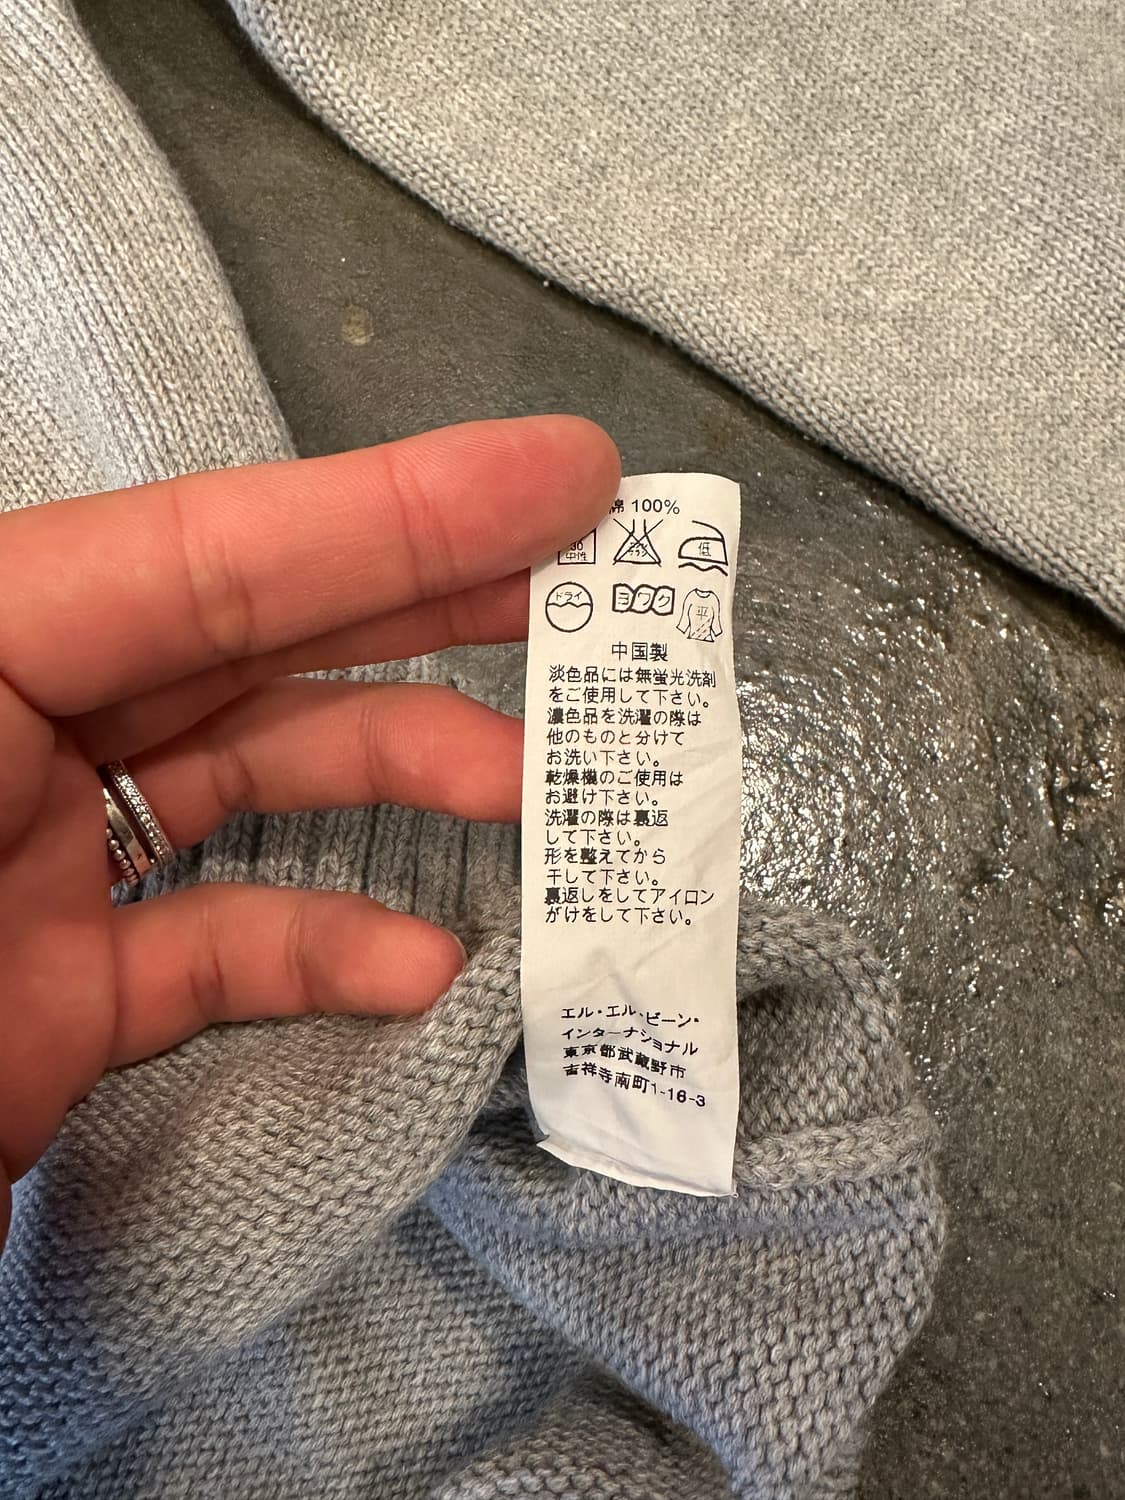 綿 100%
30
中性
エンソ
サラシ
低
ドライ
ヨワク
平
中国製
淡色品には無蛍光洗剤
をご使用して下さい。
濃色品を洗濯の際は
他のものと分けて
お洗い下さい。
乾燥機のご使用は
お避け下さい。
洗濯の際は裏返
して下さい。
形を整えてから
干して下さい。
裏返しをしてアイロン
がけをして下さい。
エル・エル・ビーン・
インターナショナル
東京都武蔵野市
吉祥寺南町1-16-3